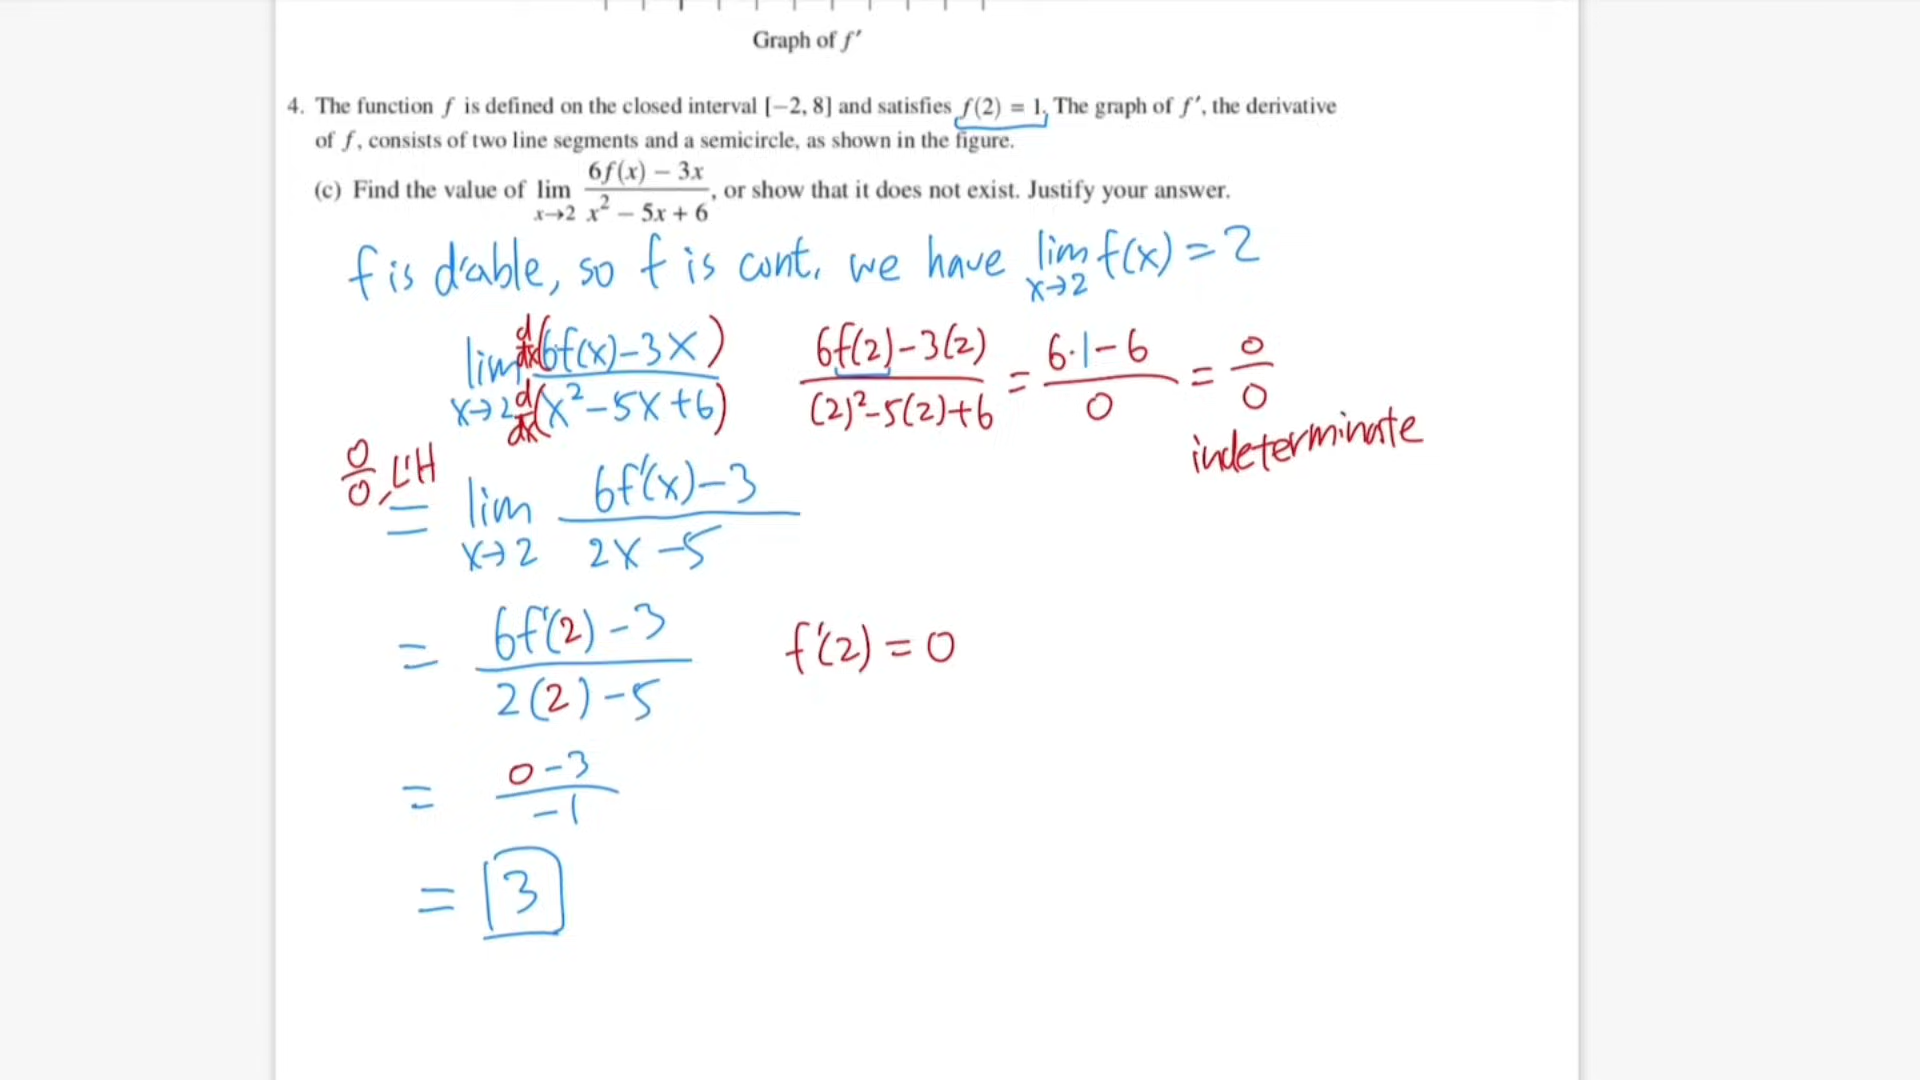 Graph of f′
4. The function f is defined on the closed interval [−2, 8] and satisfies f(2) = 1. The graph of f′, the derivative
of f, consists of two line segments and a semicircle, as shown in the figure.
(c) Find the value of lim x→2 (6f(x) − 3x)/(x² − 5x + 6), or show that it does not exist. Justify your answer.
f is d'able, so f is cont. we have lim x→2 f(x) = 2
lim x→2 d/dx(6f(x)−3x)/d/dx(x²−5x+6) (6f(2)−3(2))/((2)²−5(2)+6) = (6·1−6)/0 = 0/0
indeterminate
0/0, L'H
= lim x→2 (6f′(x)−3)/(2x−5)
= (6f′(2)−3)/(2(2)−5) f′(2) = 0
= (0−3)/−1
= 3